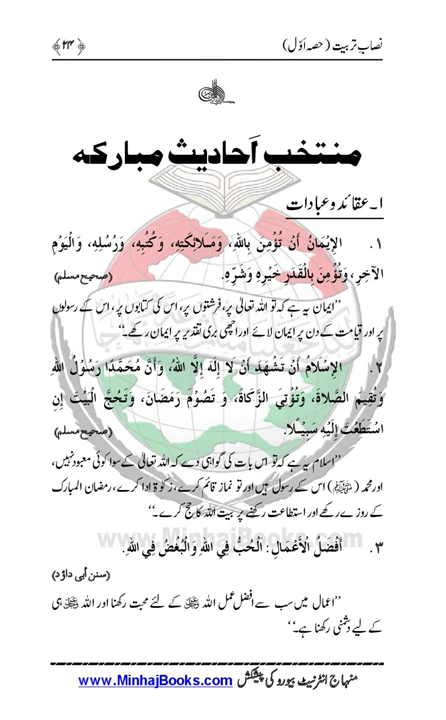 نصابِ تربیت (حصہ اوّل)
﴿۲۴﴾
منتخب اَحادیث مبارکہ
۱۔ عقائد و عبادات
۱. الإِيْمَانُ أَنْ تُؤْمِنَ بِاللهِ، وَمَلَائِكَتِهِ، وَكُتُبِهِ، وَرُسُلِهِ، وَالْيَوْمِ
الآخِرِ، وَتُؤْمِنَ بِالْقَدَرِ خَيْرِهِ وَشَرِّهِ. (صحیح مسلم)
’’ایمان یہ ہے کہ تو اللہ تعالیٰ پر، فرشتوں پر، اس کی کتابوں پر، اس کے رسولوں
پر اور قیامت کے دن پر ایمان لائے اور اچھی بری تقدیر پر ایمان رکھے۔‘‘
۲. الإِسْلَامُ أَنْ تَشْهَدَ أَنْ لَا إِلَهَ إِلَّا اللهُ، وَأَنَّ مُحَمَّدًا رَسُوْلُ اللهِ
وَتُقِيْمَ الصَّلَاةَ، وَتُؤْتِيَ الزَّكَاةَ، وَ تَصُوْمَ رَمَضَانَ، وَتَحُجَّ الْبَيْتَ إِنِ
اسْتَطَعْتَ إِلَيْهِ سَبِيْلًا. (صحیح مسلم)
’’اسلام یہ ہے کہ تو اس بات کی گواہی دے کہ اللہ تعالیٰ کے سوا کوئی معبود نہیں،
اور محمد (ﷺ) اس کے رسول ہیں اور تو نماز قائم کرے، زکوۃ ادا کرے، رمضان المبارک
کے روزے رکھے اور استطاعت رکھنے پر بیت اللہ کا حج کرے۔‘‘
www.MinhajBooks.com
۳. أَفْضَلُ الْأَعْمَالِ: الْحُبُّ فِي اللهِ وَالْبُغْضُ فِي اللهِ.
(سنن أبی داؤد)
’’اعمال میں سب سے افضل عمل اللہ ﷻ کے لئے محبت رکھنا اور اللہ ﷻ ہی
کے لیے دشمنی رکھنا ہے۔‘‘
منہاج انٹرنیٹ بیورو کی پیشکش www.MinhajBooks.com